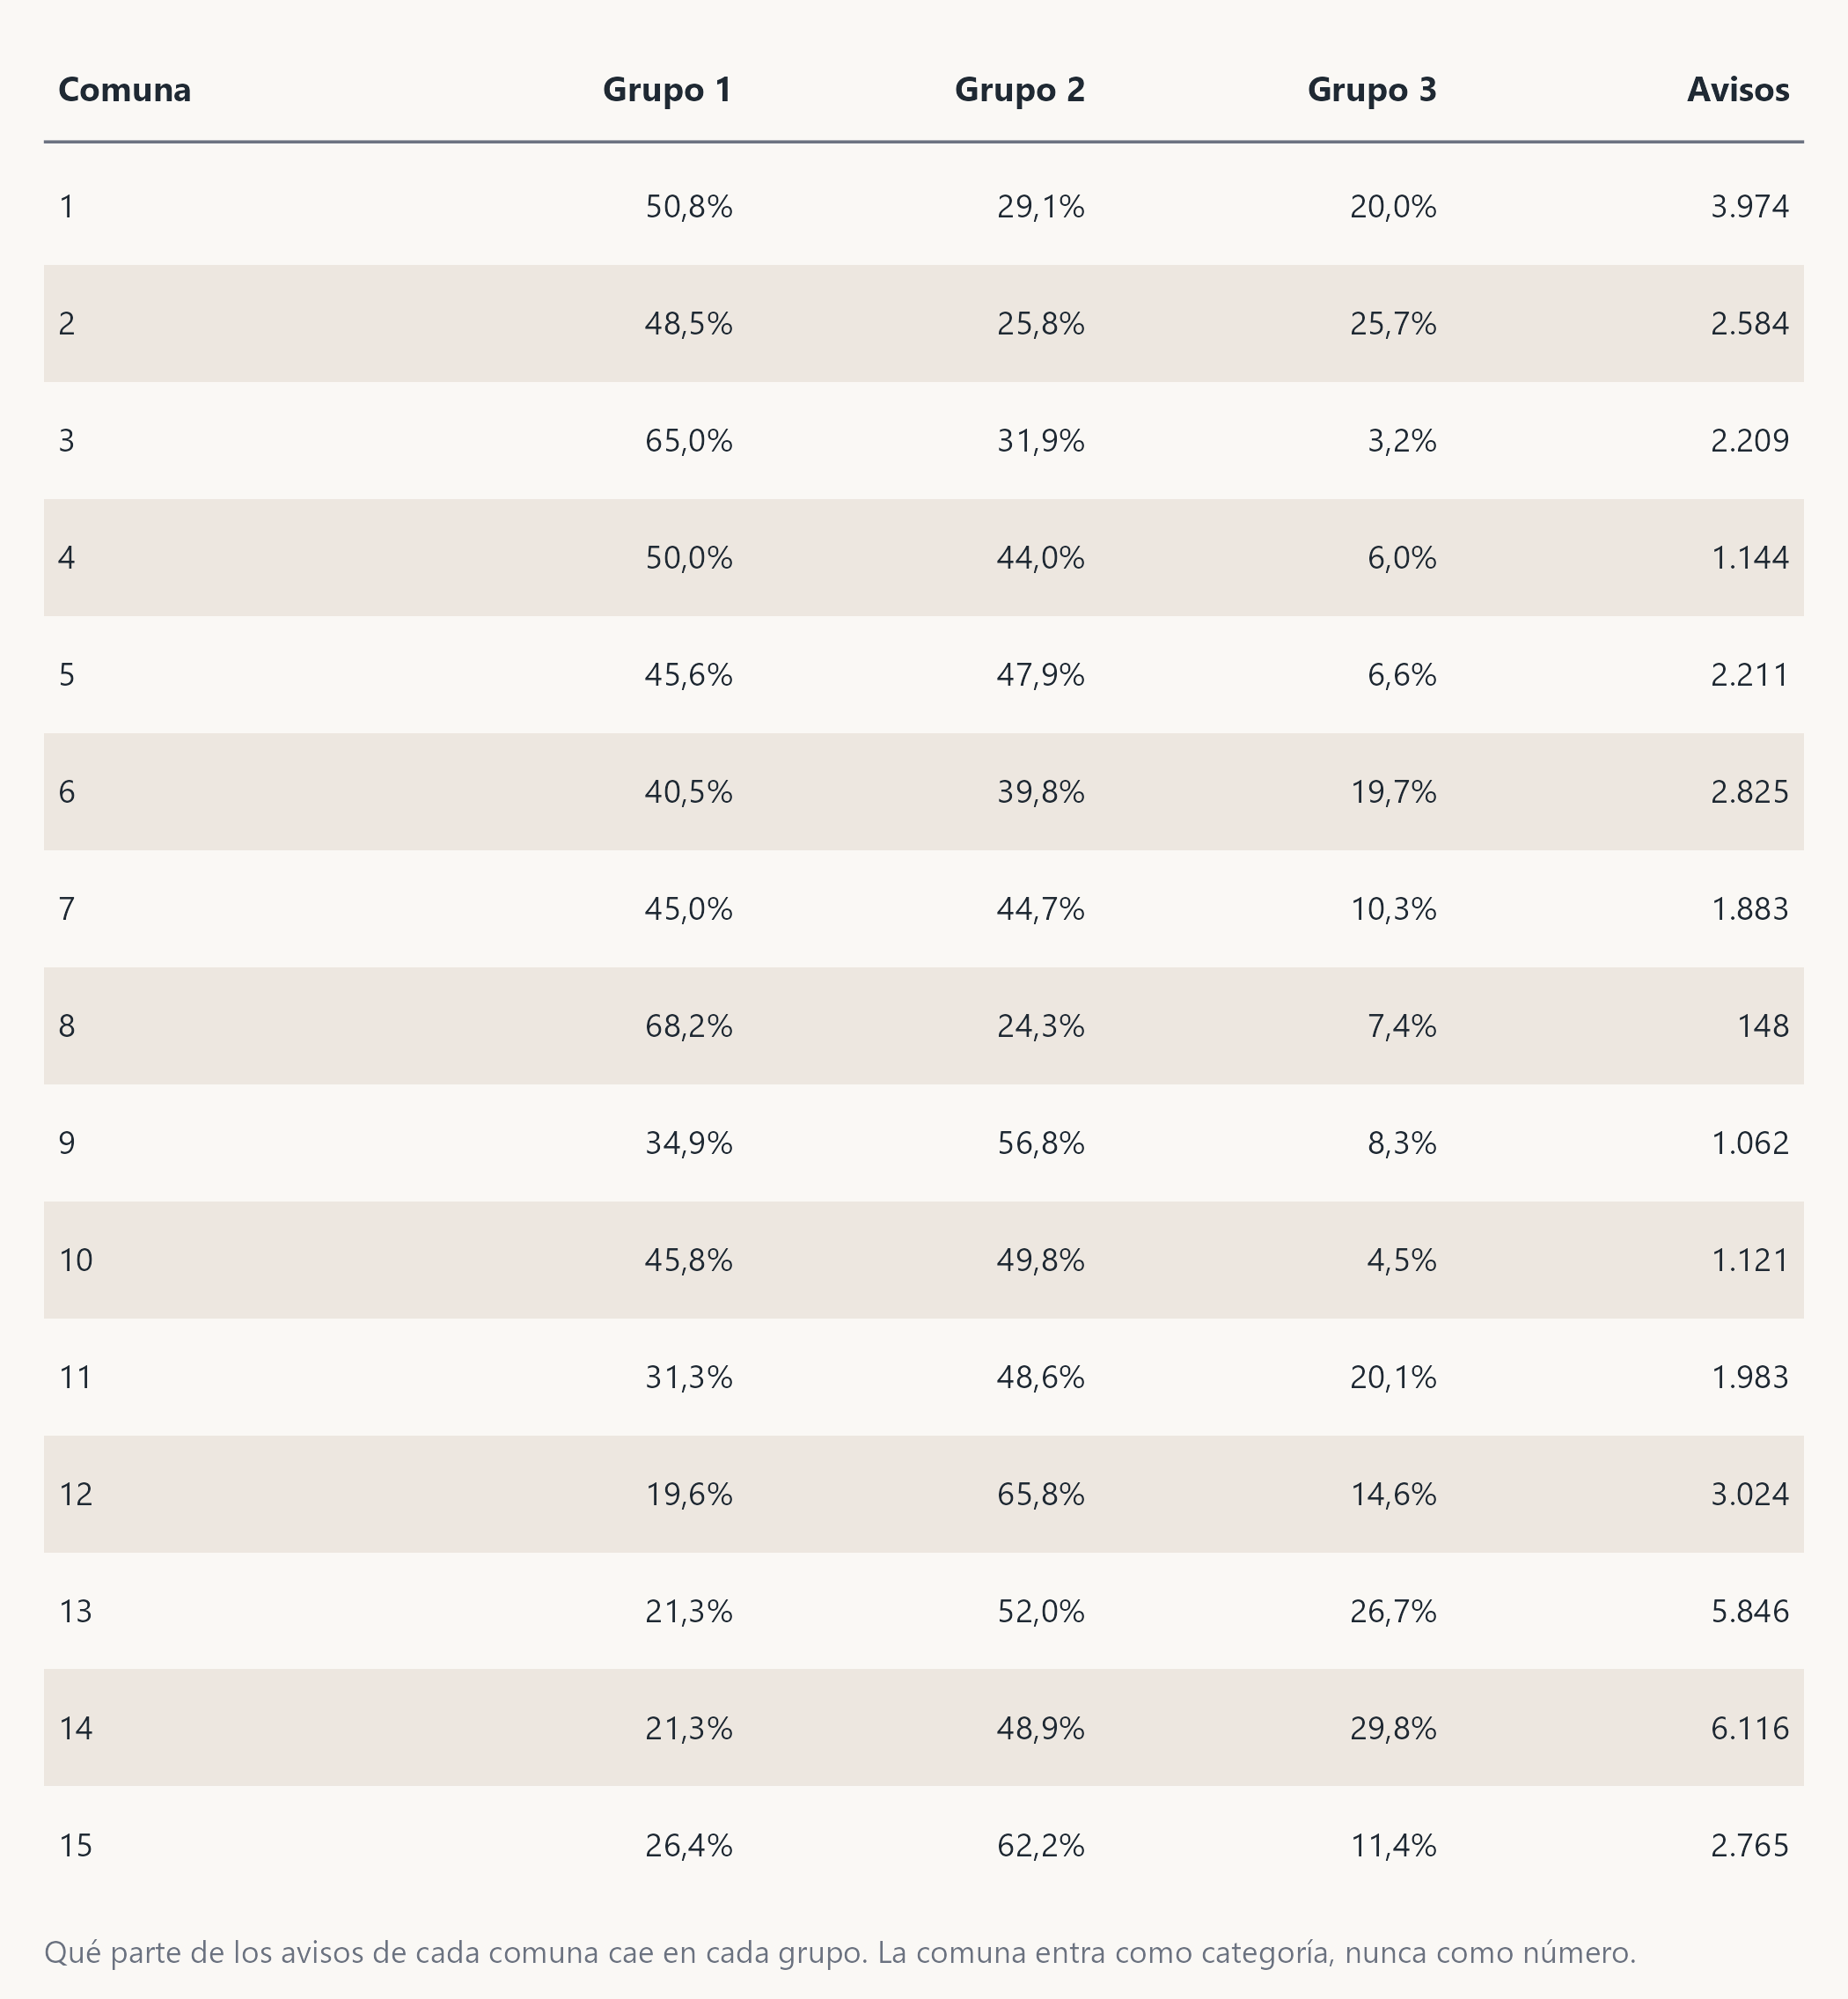 Comuna Grupo 1 Grupo 2 Grupo 3 Avisos
1 50,8% 29,1% 20,0% 3.974
2 48,5% 25,8% 25,7% 2.584
3 65,0% 31,9% 3,2% 2.209
4 50,0% 44,0% 6,0% 1.144
5 45,6% 47,9% 6,6% 2.211
6 40,5% 39,8% 19,7% 2.825
7 45,0% 44,7% 10,3% 1.883
8 68,2% 24,3% 7,4% 148
9 34,9% 56,8% 8,3% 1.062
10 45,8% 49,8% 4,5% 1.121
11 31,3% 48,6% 20,1% 1.983
12 19,6% 65,8% 14,6% 3.024
13 21,3% 52,0% 26,7% 5.846
14 21,3% 48,9% 29,8% 6.116
15 26,4% 62,2% 11,4% 2.765
Qué parte de los avisos de cada comuna cae en cada grupo. La comuna entra como categoría, nunca como número.